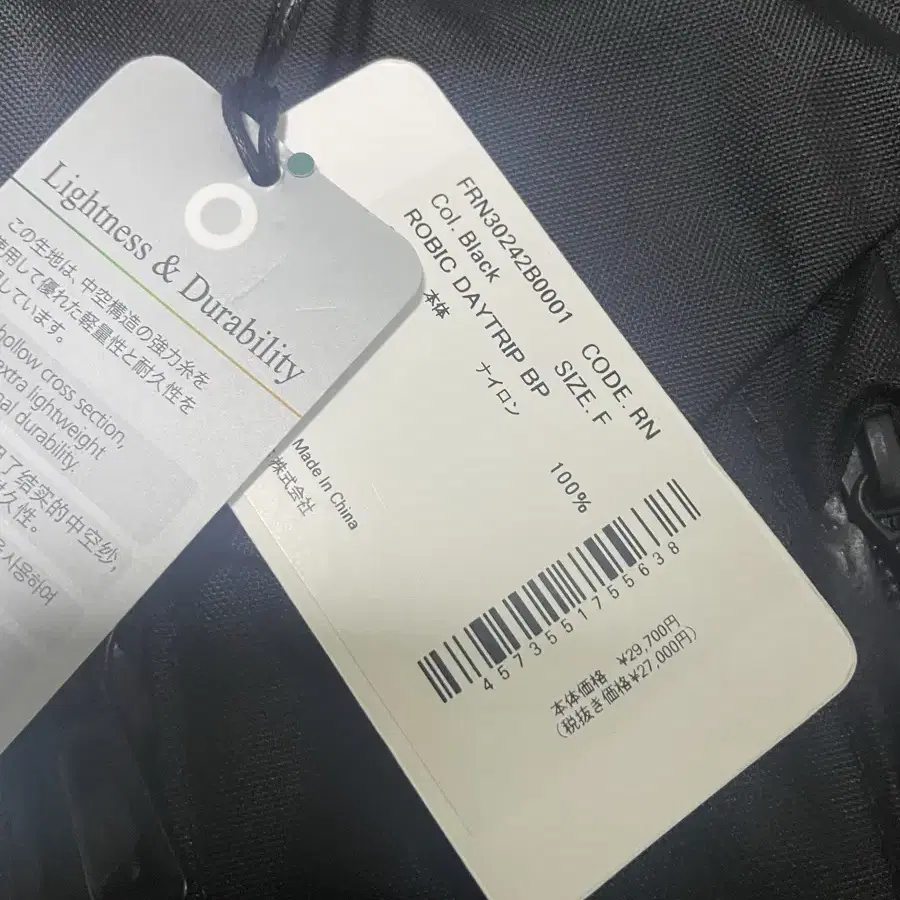 Lightness & Durability
この生地は、中空構造の強力糸を
使用して優れた軽量性と耐久性を
しています。
hollow cross section,
extra lightweight
durability.
了结实的中空纱,
久性。
사용하여
FRN30242B0001
CODE. RN
Col. Black
SIZE. F
ROBIC DAYTRIP BP
本体
ナイロン
100%
Made in China
株式会社
4573551755638
本体価格 ¥29,700円
(税抜き価格¥27,000円)